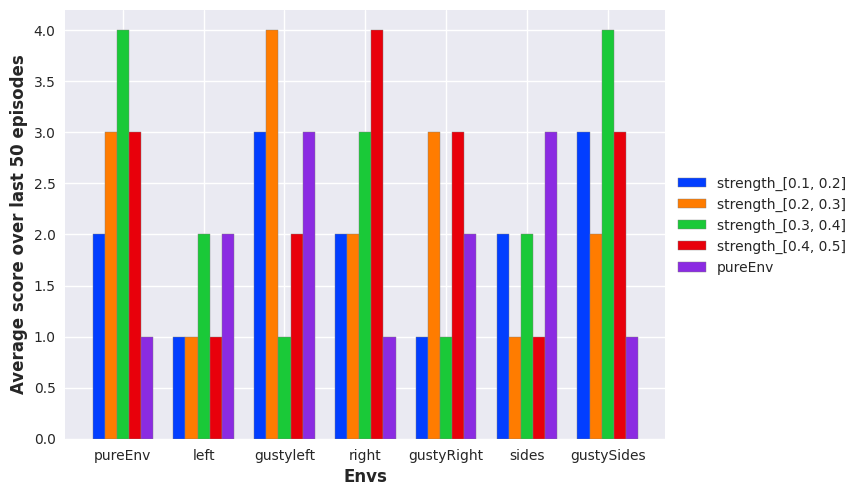 Average score over last 50 episodes
4.0
3.5
3.0
2.5
2.0
1.5
1.0
0.5
0.0
pureEnv left gustyleft right gustyRight sides gustySides
Envs
strength_[0.1, 0.2]
strength_[0.2, 0.3]
strength_[0.3, 0.4]
strength_[0.4, 0.5]
pureEnv